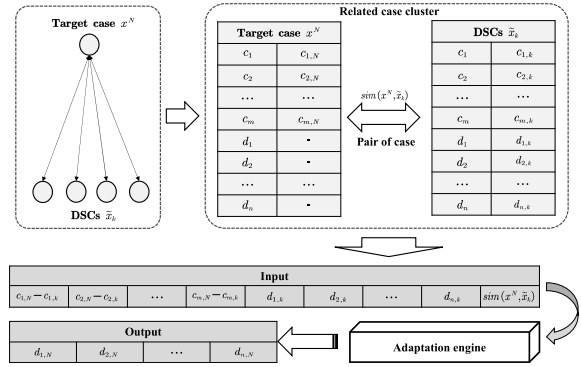 Related case cluster
Target case x^N
DSCs x̃_k
Target case x^N
c_1 c_{1,N}
c_2 c_{2,N}
... ...
c_m c_{m,N}
d_1 -
d_2 -
... ...
d_n -
sim(x^N, x̃_k)
Pair of case
DSCs x̃_k
c_1 c_{1,k}
c_2 c_{2,k}
... ...
c_m c_{m,k}
d_1 d_{1,k}
d_2 d_{2,k}
... ...
d_n d_{n,k}
Input
c_{1,N}-c_{1,k} c_{2,N}-c_{2,k} ... c_{m,N}-c_{m,k} d_{1,k} d_{2,k} ... d_{n,k} sim(x^N, x̃_k)
Output
d_{1,N} d_{2,N} ... d_{n,N}
Adaptation engine